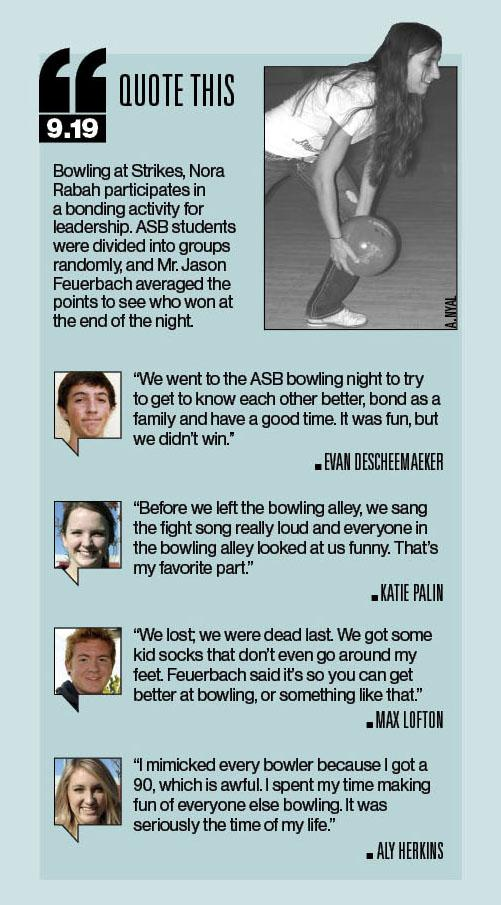 QUOTE THIS
9.19
Bowling at Strikes, Nora
Rabah participates in
a bonding activity for
leadership. ASB students
were divided into groups
randomly, and Mr. Jason
Feuerbach averaged the
points to see who won at
the end of the night.
A. NYAL
“We went to the ASB bowling night to try
to get to know each other better, bond as a
family and have a good time. It was fun, but
we didn’t win.”
■ EVAN DESCHEEMAEKER
“Before we left the bowling alley, we sang
the fight song really loud and everyone in
the bowling alley looked at us funny. That’s
my favorite part.”
■ KATIE PALIN
“We lost; we were dead last. We got some
kid socks that don’t even go around my
feet. Feuerbach said it’s so you can get
better at bowling, or something like that.”
■ MAX LOFTON
“I mimicked every bowler because I got a
90, which is awful. I spent my time making
fun of everyone else bowling. It was
seriously the time of my life.”
■ ALY HERKINS